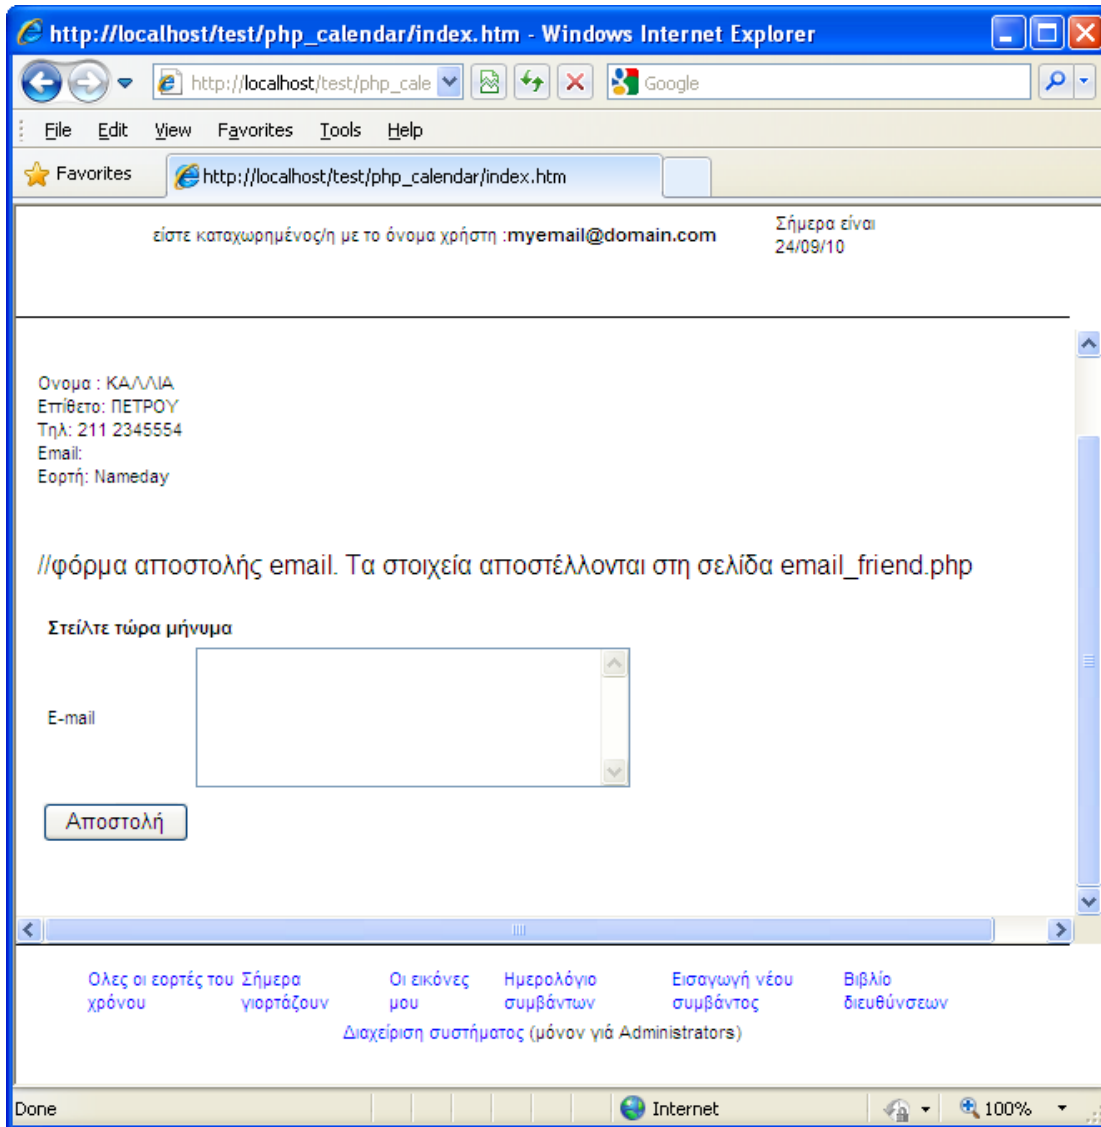 http://localhost/test/php_calendar/index.htm - Windows Internet Explorer
http://localhost/test/php_cale
Google
File Edit View Favorites Tools Help
Favorites
http://localhost/test/php_calendar/index.htm
είστε καταχωρημένος/η με το όνομα χρήστη :myemail@domain.com
Σήμερα είναι
24/09/10
Ονομα : ΚΑΛΛΙΑ
Επίθετο: ΠΕΤΡΟΥ
Τηλ: 211 2345554
Email:
Εορτή: Nameday
//φόρμα αποστολής email. Τα στοιχεία αποστέλλονται στη σελίδα email_friend.php
Στείλτε τώρα μήνυμα
E-mail
Αποστολή
Ολες οι εορτές του χρόνου
Σήμερα γιορτάζουν
Οι εικόνες μου
Ημερολόγιο συμβάντων
Εισαγωγή νέου συμβάντος
Βιβλίο διευθύνσεων
Διαχείριση συστήματος (μόνον γιά Administrators)
Done
Internet
100%